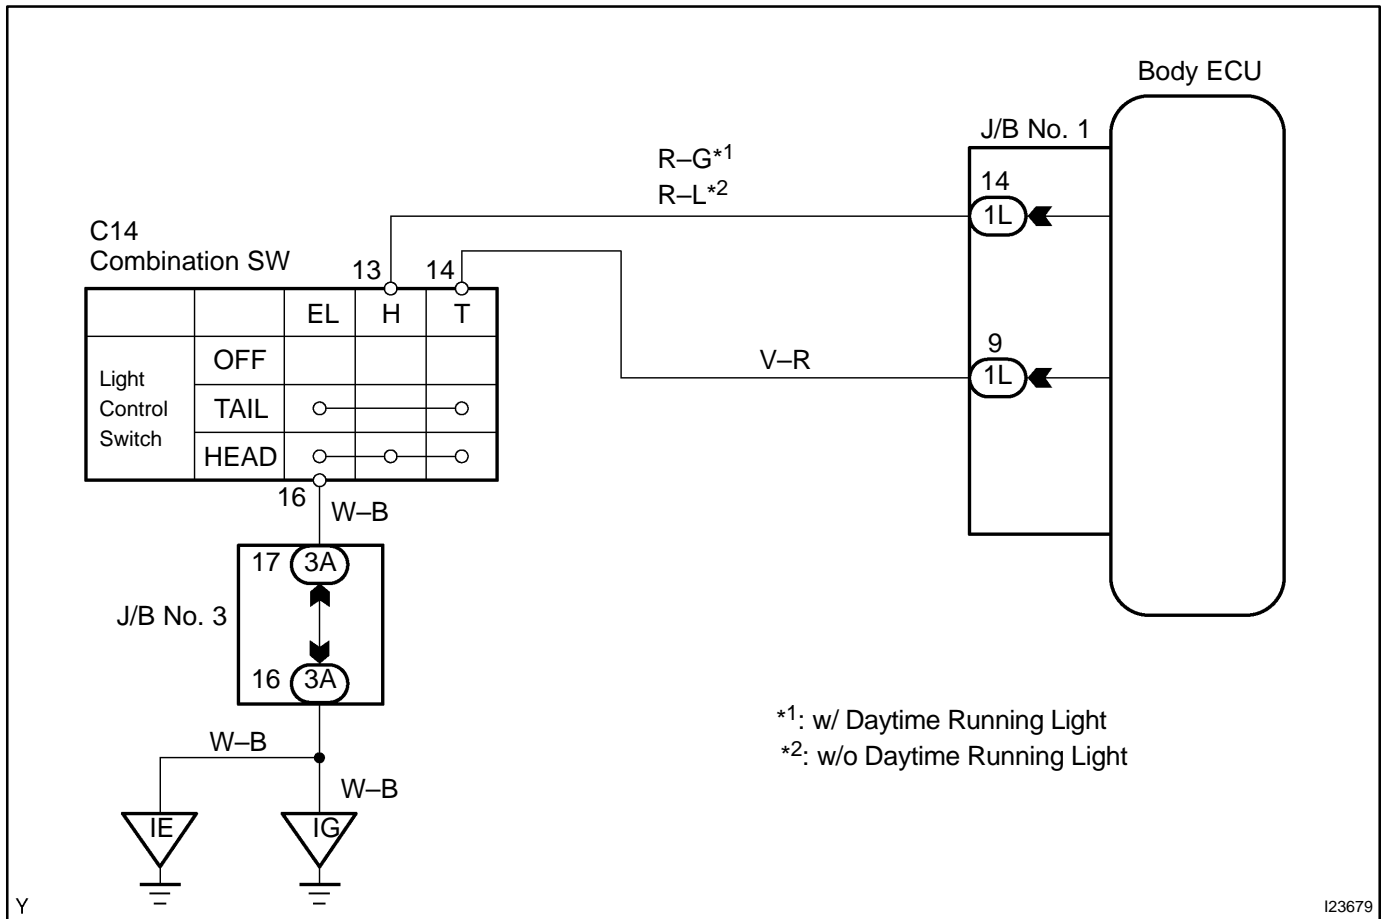 Body ECU
J/B No. 1
R–G*1
R–L*2
14
1L
C14
Combination SW
13
14
EL
H
T
Light
Control
Switch
OFF
TAIL
HEAD
9
1L
V–R
16
W–B
17
3A
J/B No. 3
16
3A
W–B
W–B
IE
IG
*1: w/ Daytime Running Light
*2: w/o Daytime Running Light
Y
I23679